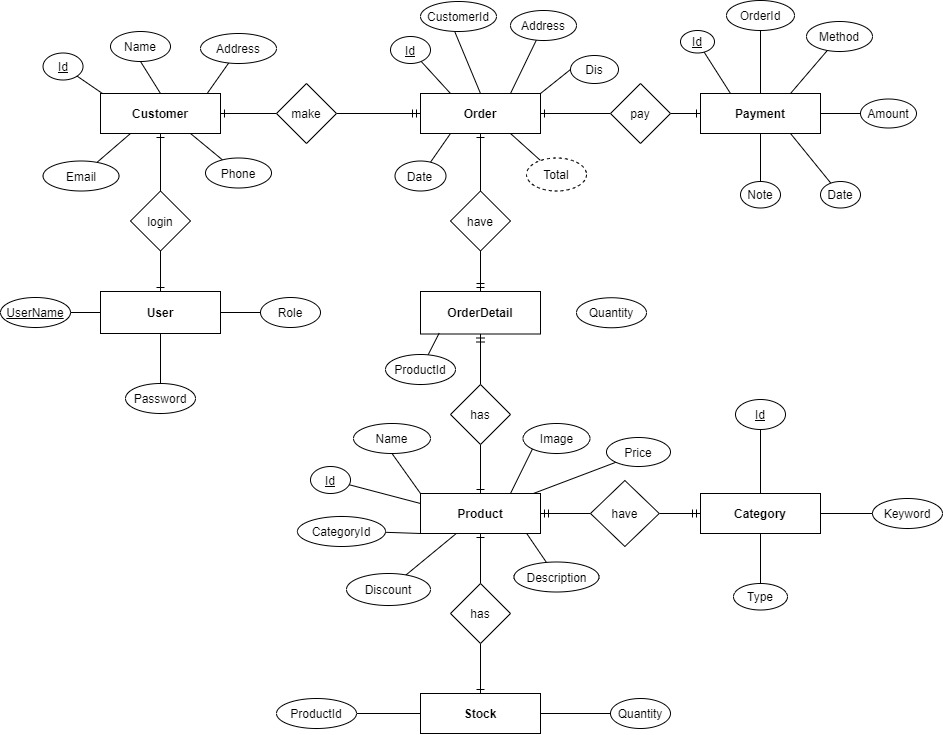 CustomerId
OrderId
Name
Address
Address
Method
Id
Id
Id
Dis
Customer
make
Order
pay
Payment
Amount
Email
Phone
Date
Total
Note
Date
login
have
UserName
User
Role
OrderDetail
Quantity
ProductId
Password
has
Id
Name
Image
Price
Id
CategoryId
Product
have
Category
Keyword
Discount
Description
Type
has
ProductId
Stock
Quantity